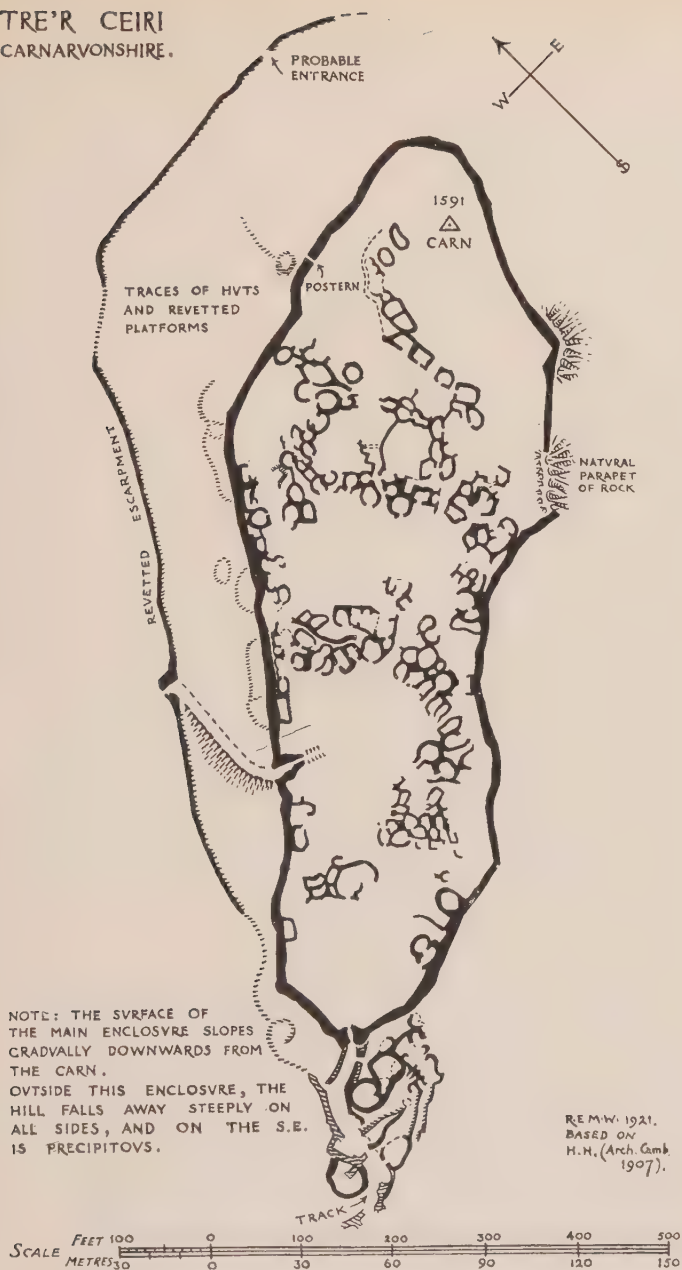 TRE'R CEIRI
CARNARVONSHIRE.
PROBABLE
ENTRANCE
E
W
S
1591
CARN
POSTERN
TRACES OF HVTS
AND REVETTED
PLATFORMS
REVETTED ESCARPMENT
NATVRAL
PARAPET
OF ROCK
NOTE: THE SVRFACE OF
THE MAIN ENCLOSVRE SLOPES
GRADVALLY DOWNWARDS FROM
THE CARN.
OVTSIDE THIS ENCLOSVRE, THE
HILL FALLS AWAY STEEPLY ON
ALL SIDES, AND ON THE S.E.
IS PRECIPITOVS.
R.E.M.W. 1921.
BASED ON
H.H. (Arch. Camb.
1907).
TRACK
SCALE
FEET 100 0 100 200 300 400 500
METRES 30 0 30 60 90 120 150